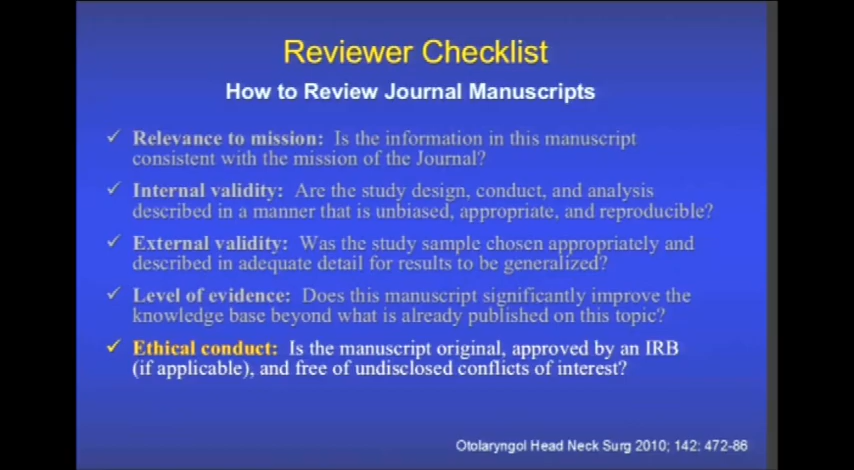 Reviewer Checklist
How to Review Journal Manuscripts
✓ Relevance to mission: Is the information in this manuscript
consistent with the mission of the Journal?
✓ Internal validity: Are the study design, conduct, and analysis
described in a manner that is unbiased, appropriate, and reproducible?
✓ External validity: Was the study sample chosen appropriately and
described in adequate detail for results to be generalized?
✓ Level of evidence: Does this manuscript significantly improve the
knowledge base beyond what is already published on this topic?
✓ Ethical conduct: Is the manuscript original, approved by an IRB
(if applicable), and free of undisclosed conflicts of interest?
Otolaryngol Head Neck Surg 2010; 142: 472-86